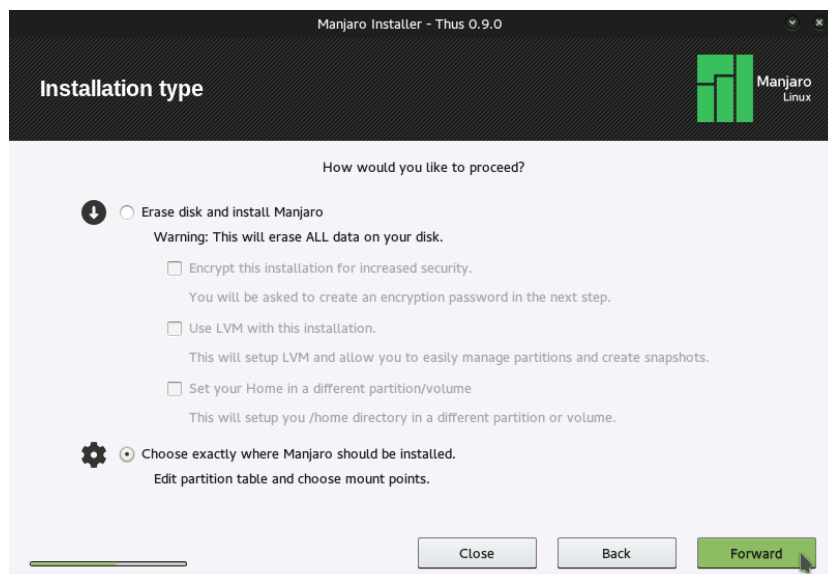 Manjaro Installer - Thus 0.9.0
Installation type
Manjaro
Linux
How would you like to proceed?
Erase disk and install Manjaro
Warning: This will erase ALL data on your disk.
Encrypt this installation for increased security.
You will be asked to create an encryption password in the next step.
Use LVM with this installation.
This will setup LVM and allow you to easily manage partitions and create snapshots.
Set your Home in a different partition/volume
This will setup you /home directory in a different partition or volume.
Choose exactly where Manjaro should be installed.
Edit partition table and choose mount points.
Close Back Forward